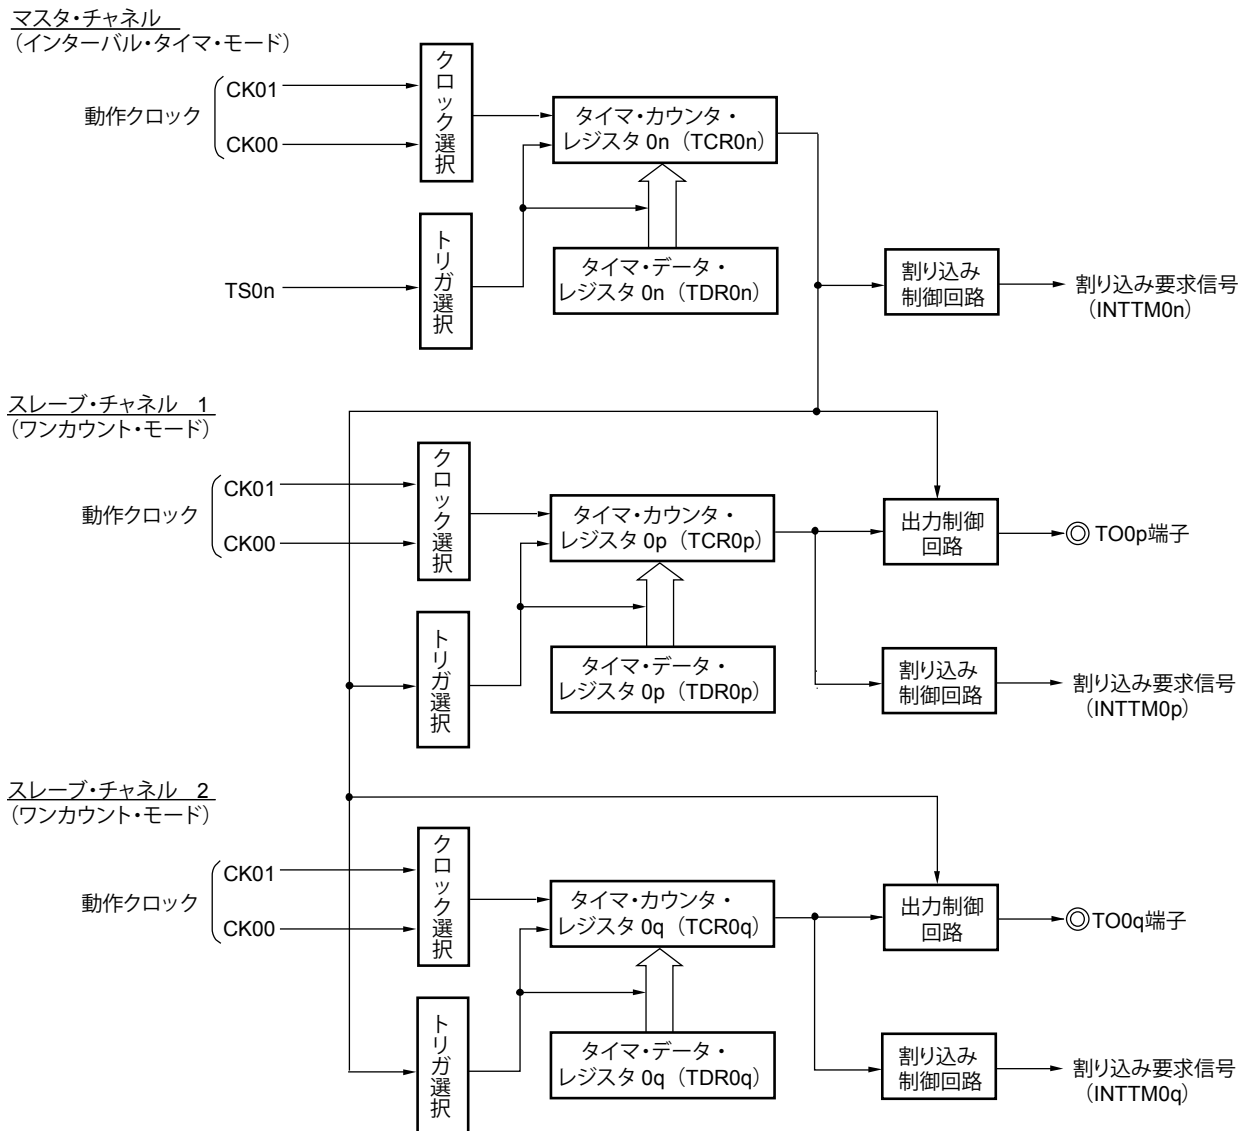 マスタ・チャネル
（インターバル・タイマ・モード）
動作クロック
CK01
CK00
クロック選択
タイマ・カウンタ・
レジスタ 0n（TCR0n）
TS0n
トリガ選択
タイマ・データ・
レジスタ 0n（TDR0n）
割り込み
制御回路
割り込み要求信号
（INTTM0n）
スレーブ・チャネル 1
（ワンカウント・モード）
動作クロック
CK01
CK00
クロック選択
タイマ・カウンタ・
レジスタ 0p（TCR0p）
出力制御
回路
TO0p端子
トリガ選択
タイマ・データ・
レジスタ 0p（TDR0p）
割り込み
制御回路
割り込み要求信号
（INTTM0p）
スレーブ・チャネル 2
（ワンカウント・モード）
動作クロック
CK01
CK00
クロック選択
タイマ・カウンタ・
レジスタ 0q（TCR0q）
出力制御
回路
TO0q端子
トリガ選択
タイマ・データ・
レジスタ 0q（TDR0q）
割り込み
制御回路
割り込み要求信号
（INTTM0q）